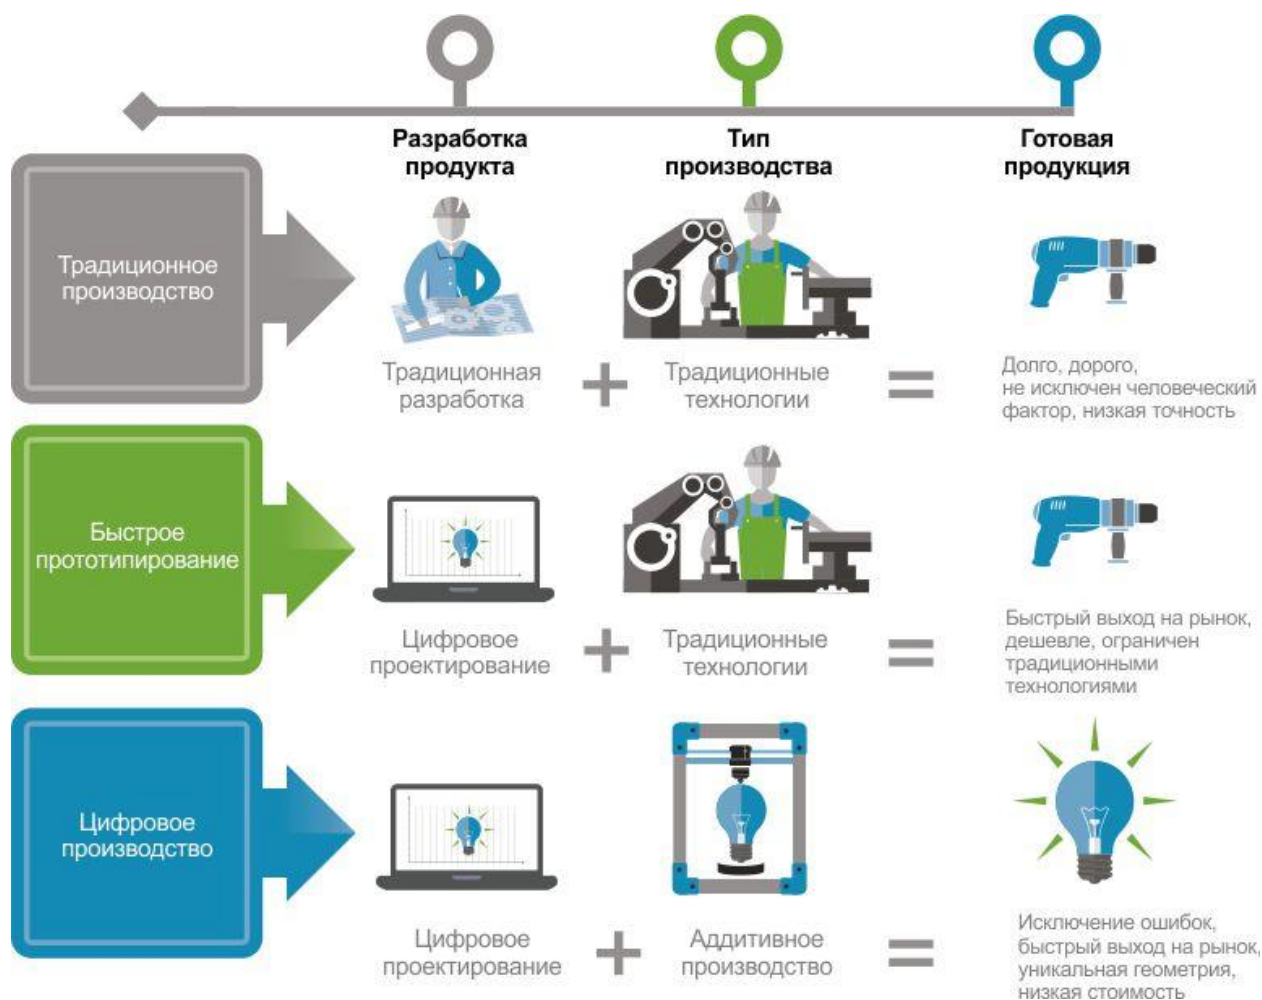 Разработка
продукта
Тип
производства
Готовая
продукция
Традиционное
производство
Традиционная
разработка
+
Традиционные
технологии
=
Долго, дорого,
не исключен человеческий
фактор, низкая точность
Быстрое
прототипирование
Цифровое
проектирование
+
Традиционные
технологии
=
Быстрый выход на рынок,
дешевле, ограничен
традиционными
технологиями
Цифровое
производство
Цифровое
проектирование
+
Аддитивное
производство
=
Исключение ошибок,
быстрый выход на рынок,
уникальная геометрия,
низкая стоимость